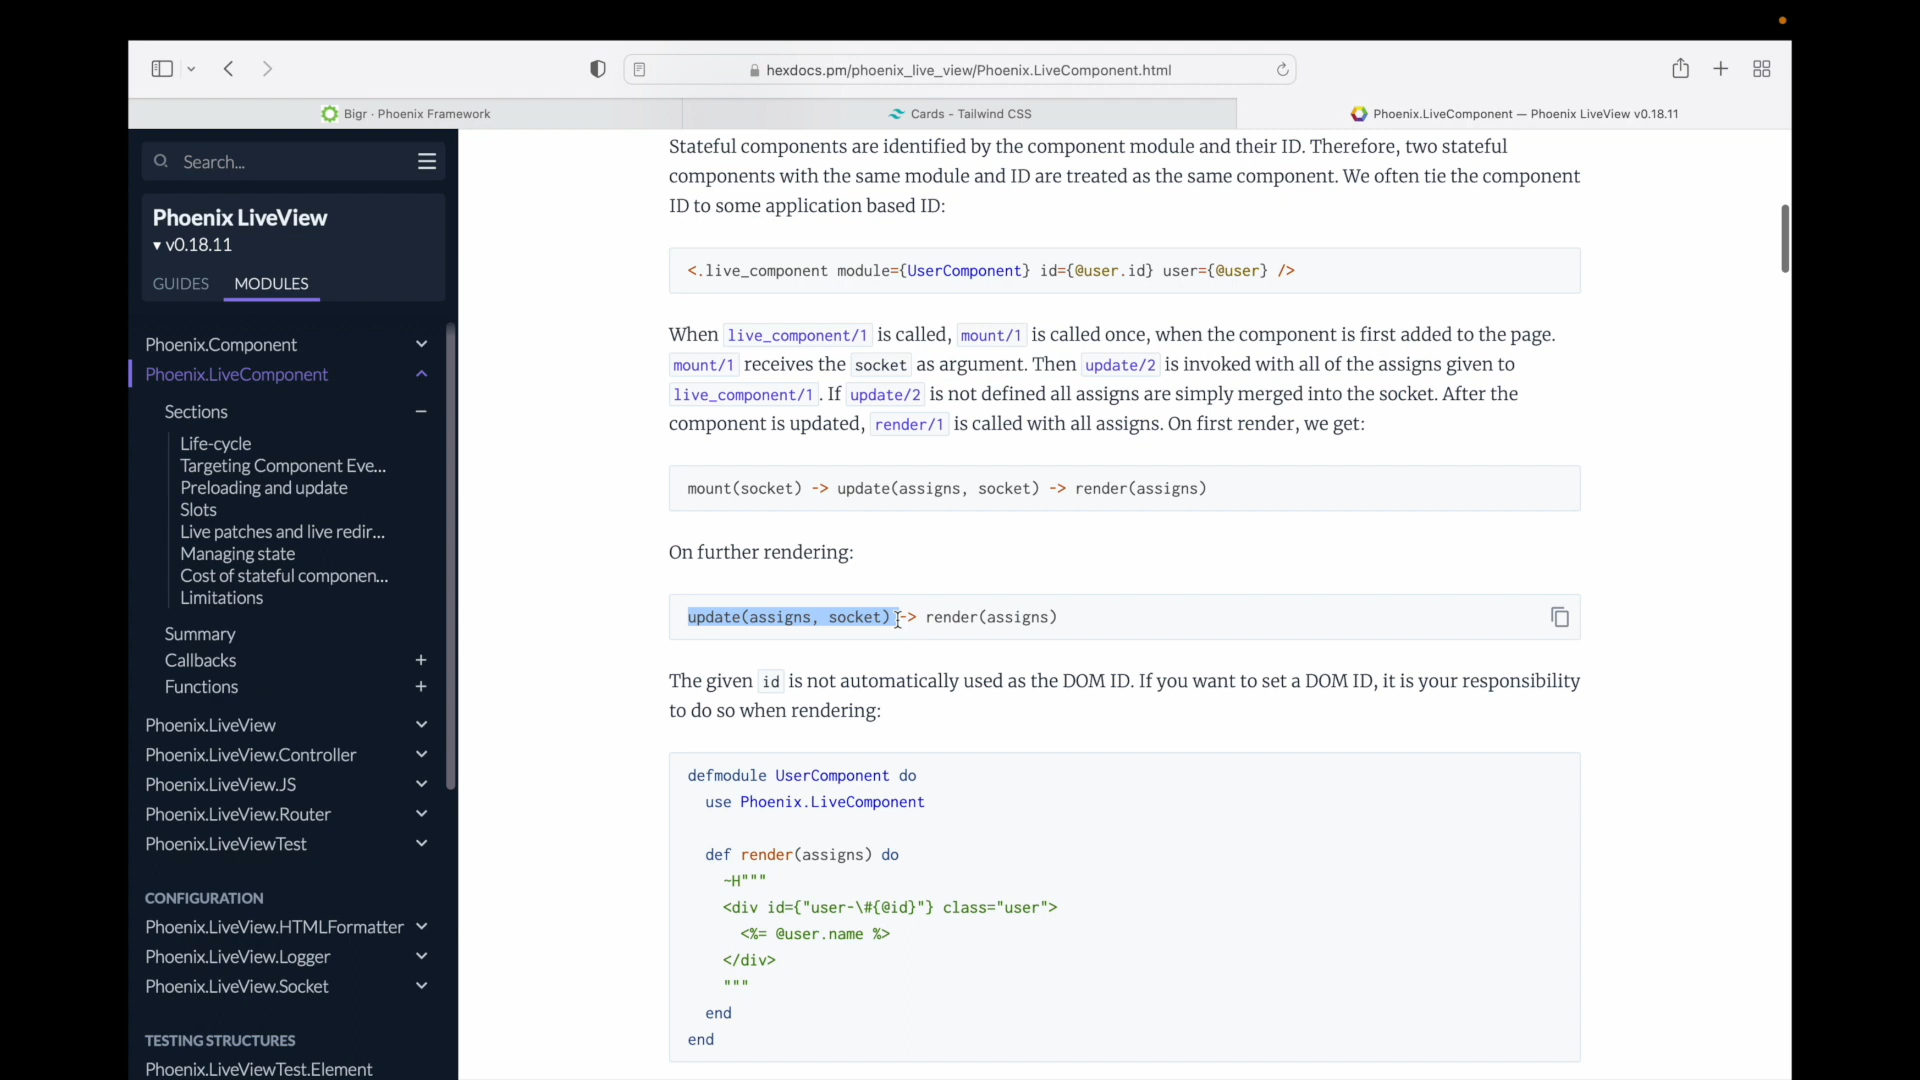 hexdocs.pm/phoenix_live_view/Phoenix.LiveComponent.html
Bigr · Phoenix Framework
Cards - Tailwind CSS
Phoenix.LiveComponent — Phoenix LiveView v0.18.11
Search...
Phoenix LiveView
v0.18.11
GUIDES MODULES
Phoenix.Component
Phoenix.LiveComponent
Sections
Life-cycle
Targeting Component Eve...
Preloading and update
Slots
Live patches and live redir...
Managing state
Cost of stateful componen...
Limitations
Summary
Callbacks
Functions
Phoenix.LiveView
Phoenix.LiveView.Controller
Phoenix.LiveView.JS
Phoenix.LiveView.Router
Phoenix.LiveViewTest
CONFIGURATION
Phoenix.LiveView.HTMLFormatter
Phoenix.LiveView.Logger
Phoenix.LiveView.Socket
TESTING STRUCTURES
Phoenix.LiveViewTest.Element
Stateful components are identified by the component module and their ID. Therefore, two stateful
components with the same module and ID are treated as the same component. We often tie the component
ID to some application based ID:
<.live_component module={UserComponent} id={@user.id} user={@user} />
When live_component/1 is called, mount/1 is called once, when the component is first added to the page.
mount/1 receives the socket as argument. Then update/2 is invoked with all of the assigns given to
live_component/1. If update/2 is not defined all assigns are simply merged into the socket. After the
component is updated, render/1 is called with all assigns. On first render, we get:
mount(socket) -> update(assigns, socket) -> render(assigns)
On further rendering:
update(assigns, socket) -> render(assigns)
The given id is not automatically used as the DOM ID. If you want to set a DOM ID, it is your responsibility
to do so when rendering:
defmodule UserComponent do
use Phoenix.LiveComponent
def render(assigns) do
~H"""
<div id={"user-\#{@id}"} class="user">
<%= @user.name %>
</div>
"""
end
end